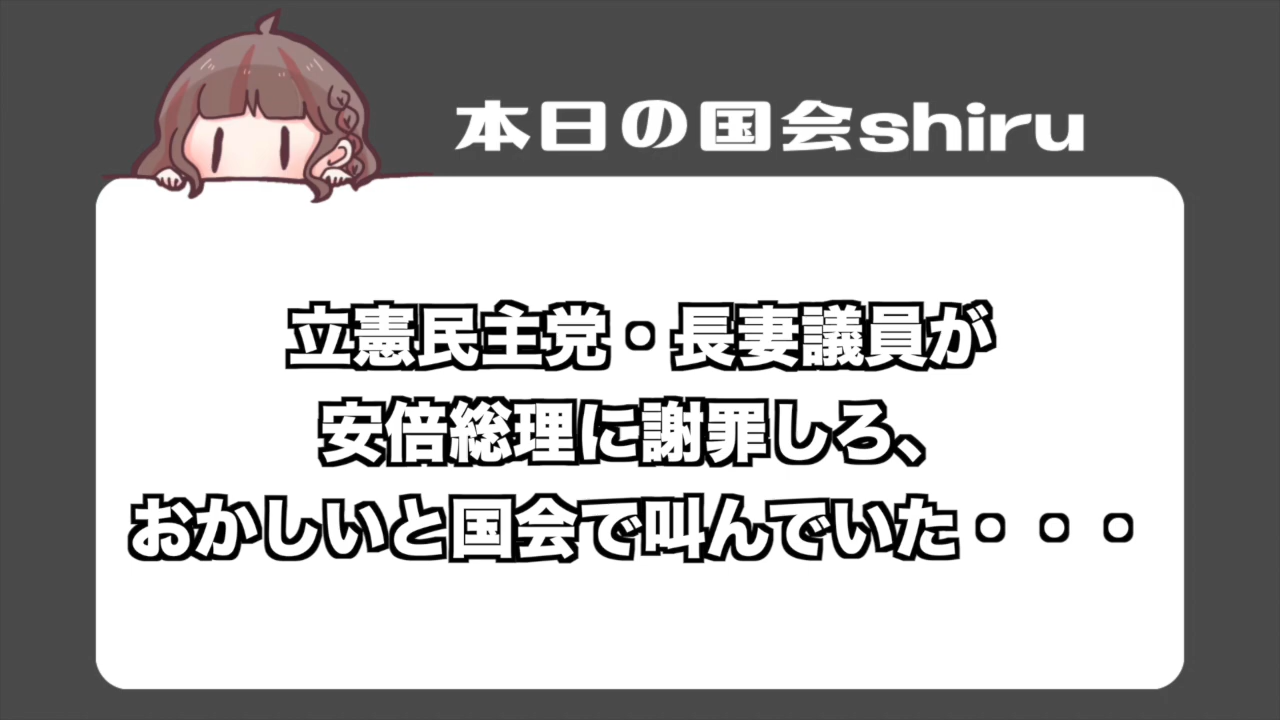 本日の国会shiru
立憲民主党・長妻議員が
安倍総理に謝罪しろ、
おかしいと国会で叫んでいた・・・